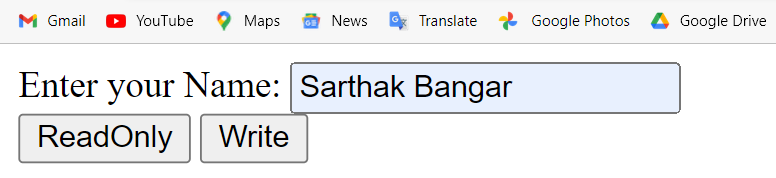 Gmail YouTube Maps News Translate Google Photos Google Drive
Enter your Name: Sarthak Bangar
ReadOnly Write